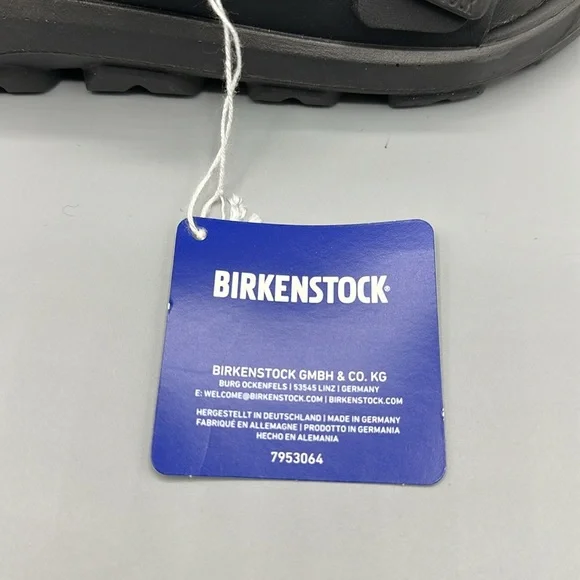 BIRKENSTOCK®
BIRKENSTOCK GMBH & CO. KG
BURG OCKENFELS | 53545 LINZ | GERMANY
E: WELCOME@BIRKENSTOCK.COM | BIRKENSTOCK.COM
HERGESTELLT IN DEUTSCHLAND | MADE IN GERMANY
FABRIQUÉ EN ALLEMAGNE | PRODOTTO IN GERMANIA
HECHO EN ALEMANIA
7953064